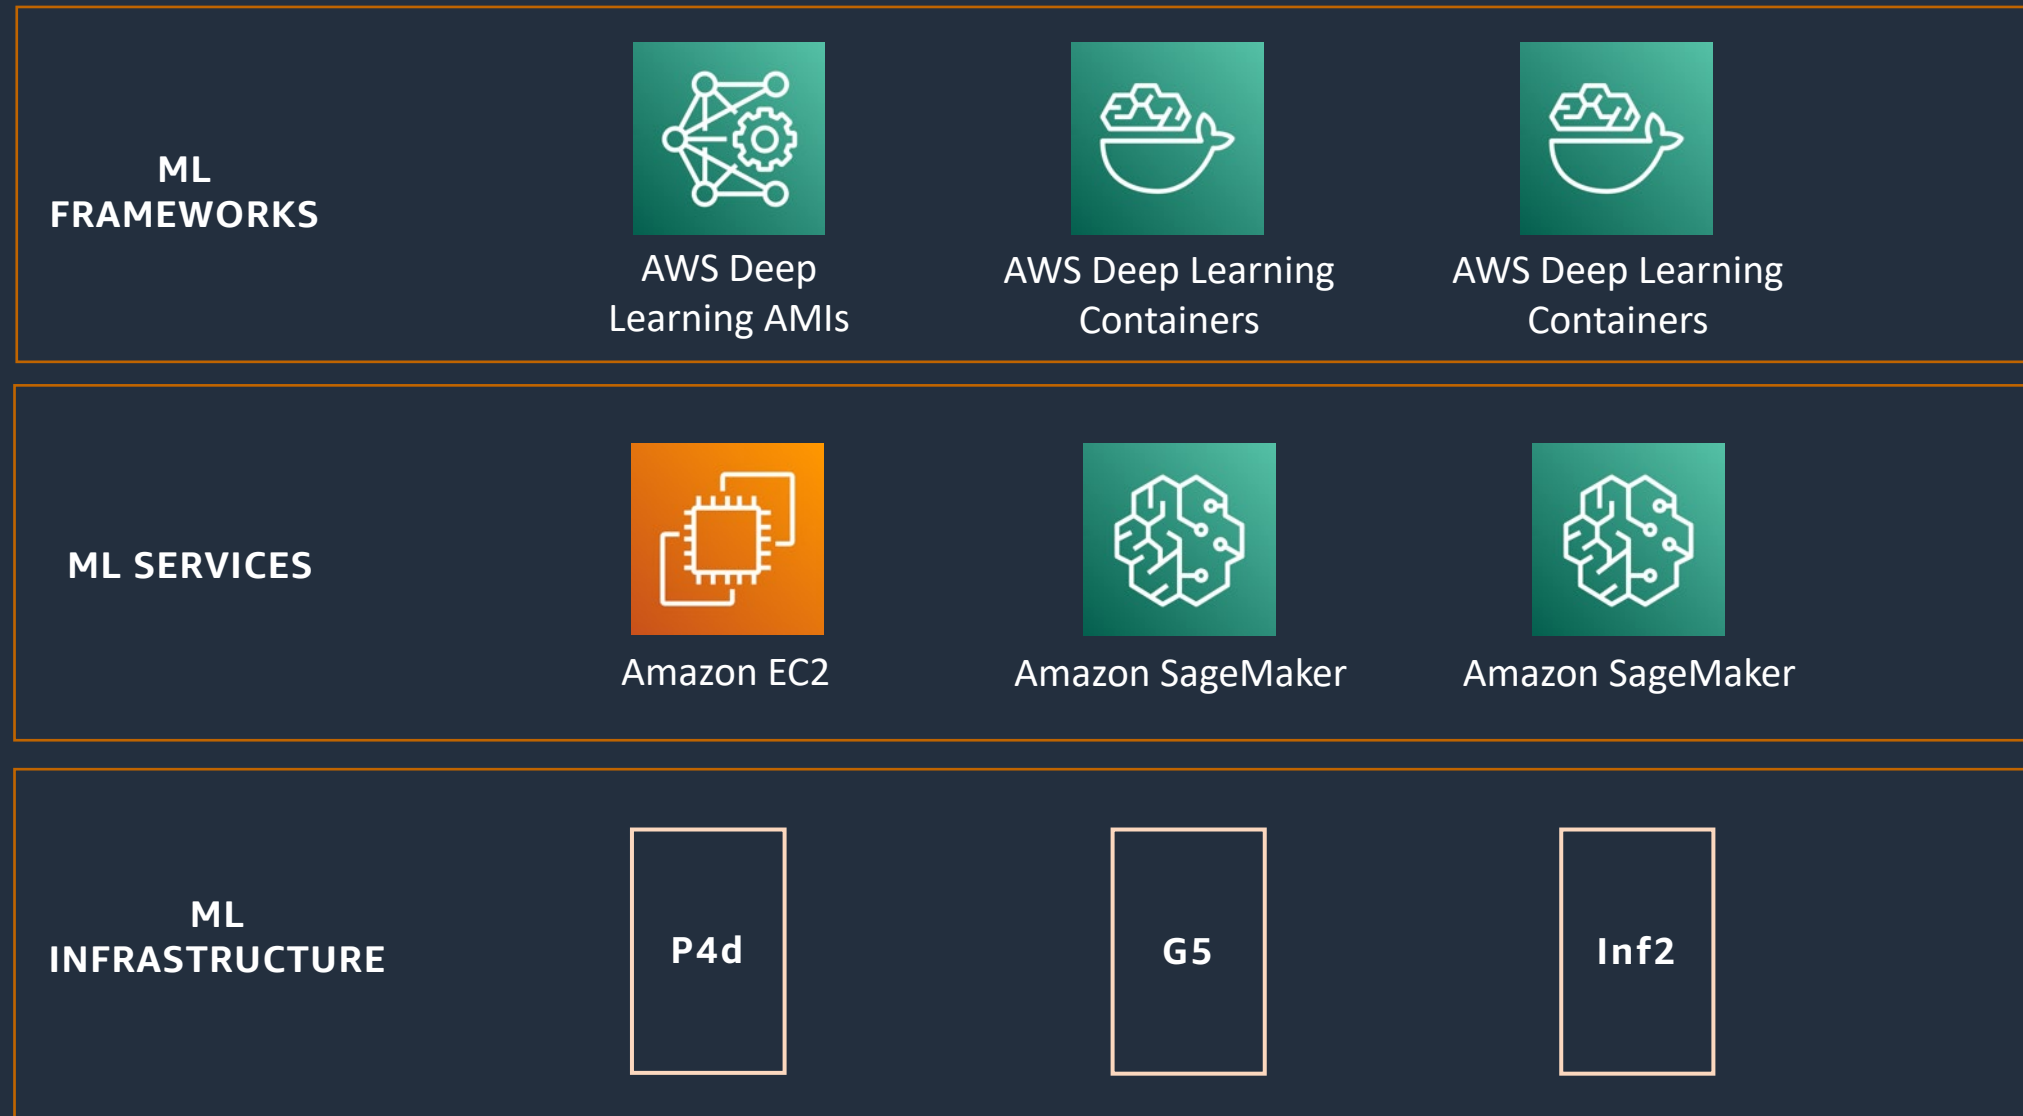 ML
FRAMEWORKS
AWS Deep
Learning AMIs
AWS Deep Learning
Containers
AWS Deep Learning
Containers
ML SERVICES
Amazon EC2
Amazon SageMaker
Amazon SageMaker
ML
INFRASTRUCTURE
P4d
G5
Inf2